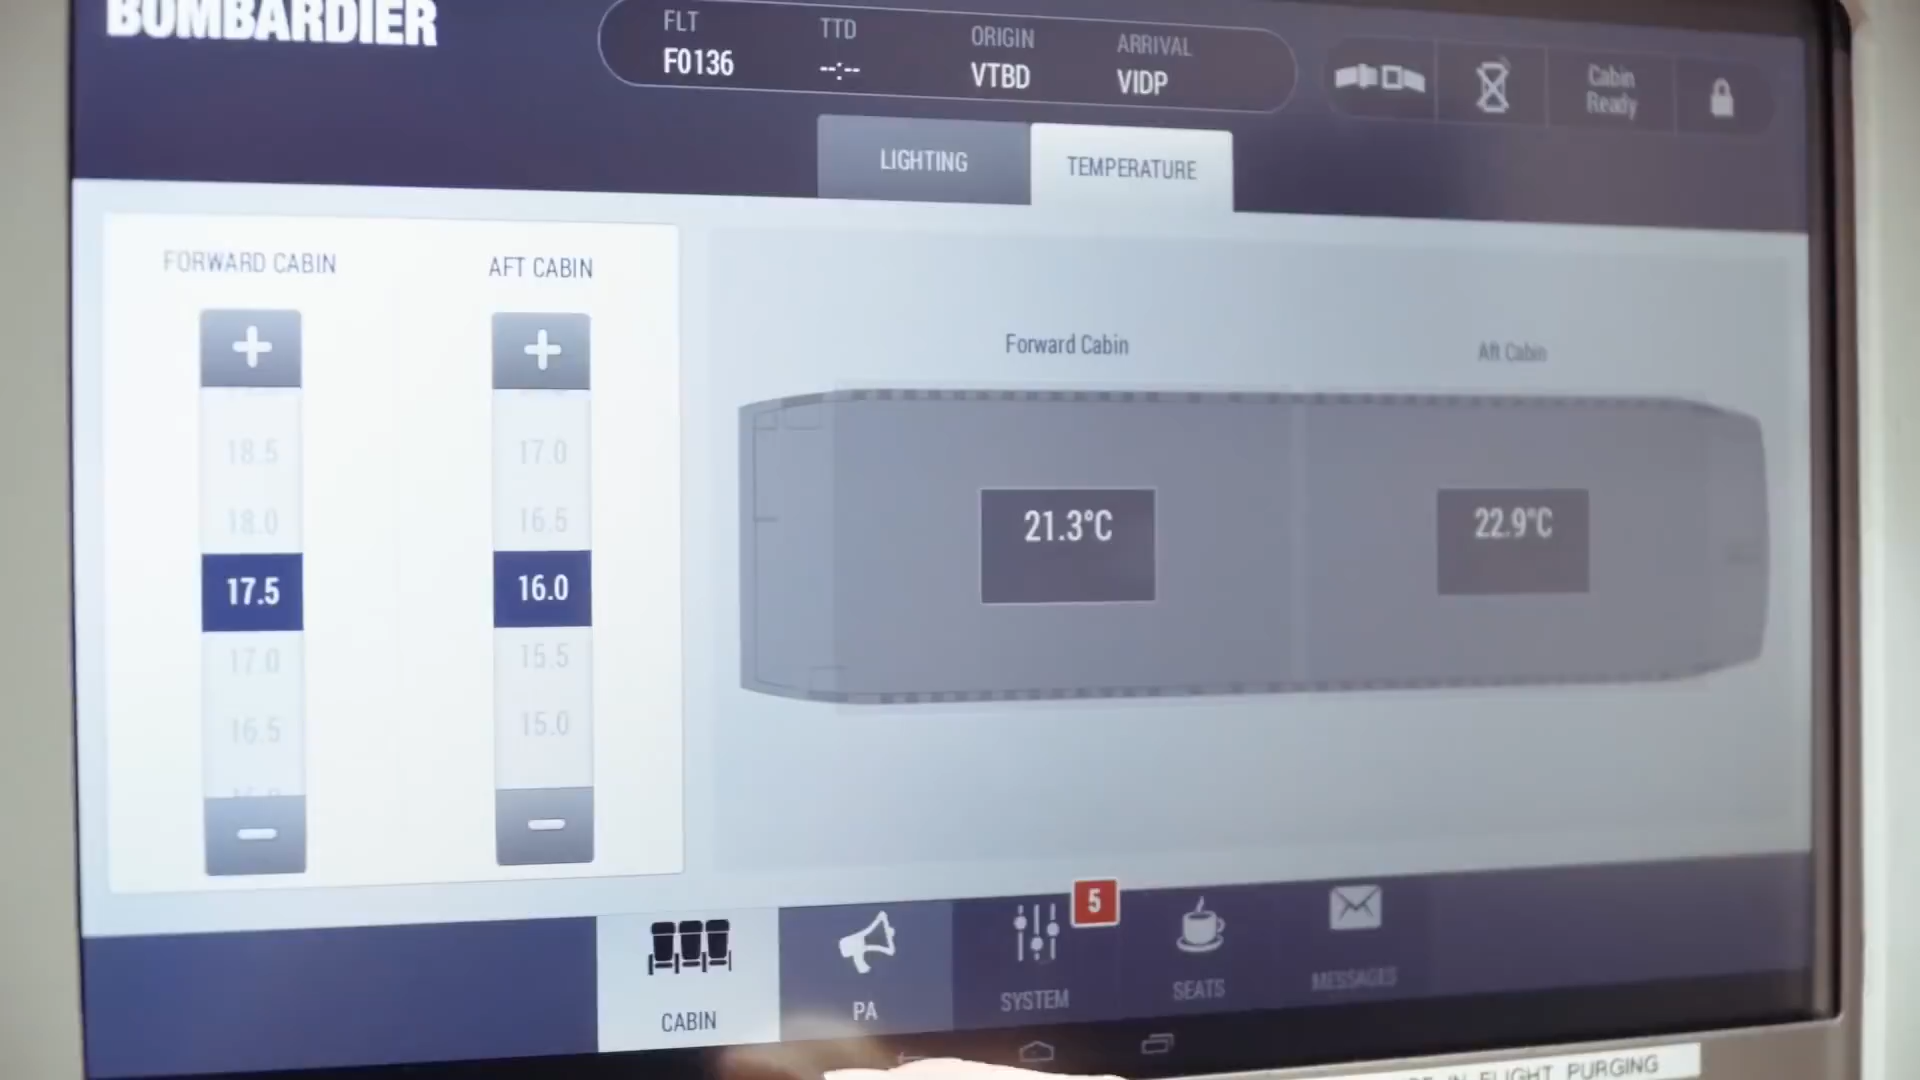 BOMBARDIER
FLT TTD ORIGIN ARRIVAL
F0136 --:-- VTBD VIDP
Cabin
Ready
LIGHTING TEMPERATURE
FORWARD CABIN AFT CABIN
+ +
18.5 17.0
18.0 16.5
17.5 16.0
17.0 15.5
16.5 15.0
- -
Forward Cabin Aft Cabin
21.3°C 22.9°C
5
CABIN PA SYSTEM SEATS MESSAGES
IN FLIGHT PURGING